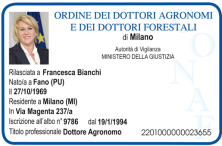 ORDINE DEI DOTTORI AGRONOMI
E DEI DOTTORI FORESTALI
di Milano
Autorità di Vigilanza
MINISTERO DELLA GIUSTIZIA
Rilasciata a Francesca Bianchi
Nato/a a Fano (PU)
Il 27/10/1969
Residente a Milano (MI)
In Via Magenta 237/a
Iscrizione all'albo n° 9786 dal 19/1/1994
Titolo professionale Dottore Agronomo
2201000000023655
CONAF